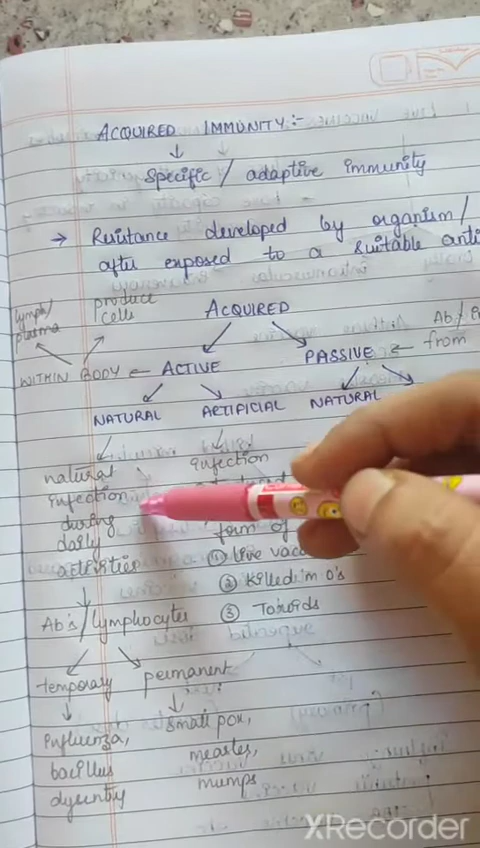 ACQUIRED IMMUNITY:-
↓
Specific / adaptive immunity
→ Resistance developed by organism/
after exposed to a suitable anti
lymph/
plasma
produce
cells
ACQUIRED
WITHIN BODY ← ACTIVE
PASSIVE ←
Ab/
from
NATURAL
ARTIFICIAL
NATURAL
natural
infection
during
daily
activities
infection
form of
① Live vacc
② Killed m.o's
③ Toxoids
Ab's / lymphocytes
temporary
permanent
Influenza,
bacillus
dysentry
Small pox,
measles,
mumps
XRecorder